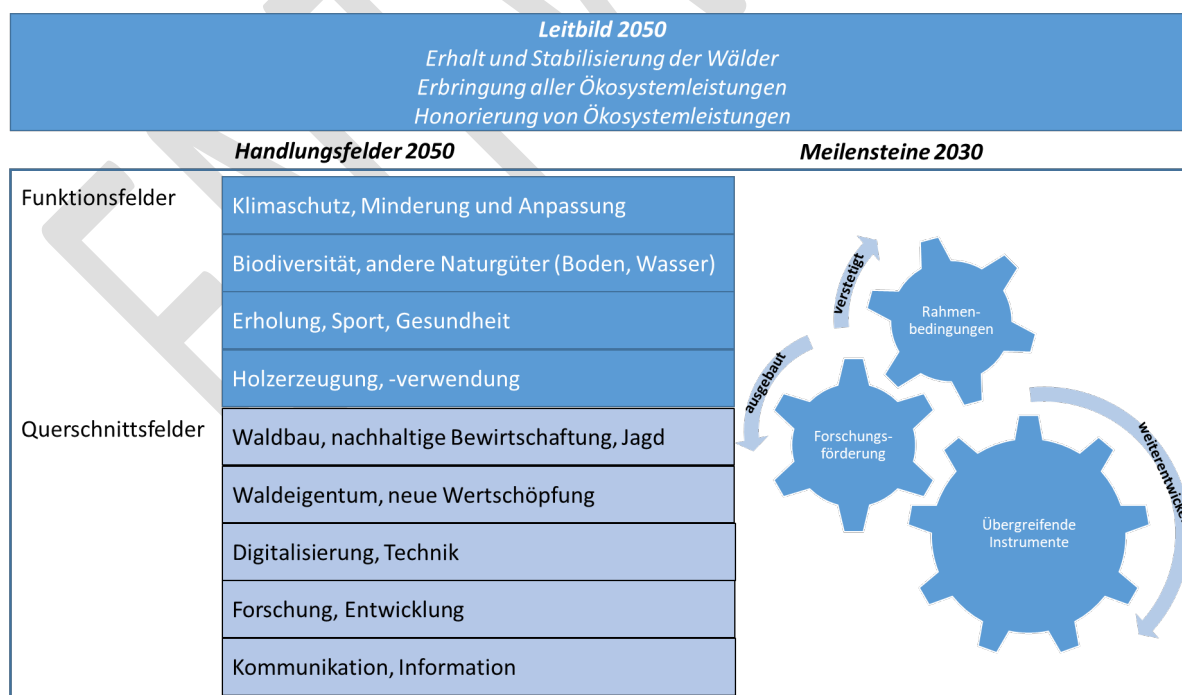 Leitbild 2050
Erhalt und Stabilisierung der Wälder
Erbringung aller Ökosystemleistungen
Honorierung von Ökosystemleistungen
Handlungsfelder 2050
Meilensteine 2030
Funktionsfelder
Klimaschutz, Minderung und Anpassung
Biodiversität, andere Naturgüter (Boden, Wasser)
Erholung, Sport, Gesundheit
Holzerzeugung, -verwendung
Querschnittsfelder
Waldbau, nachhaltige Bewirtschaftung, Jagd
Waldeigentum, neue Wertschöpfung
Digitalisierung, Technik
Forschung, Entwicklung
Kommunikation, Information
verstetigt
Rahmen-
bedingungen
ausgebaut
Forschungs-
förderung
weiterentwickel
Übergreifende
Instrumente